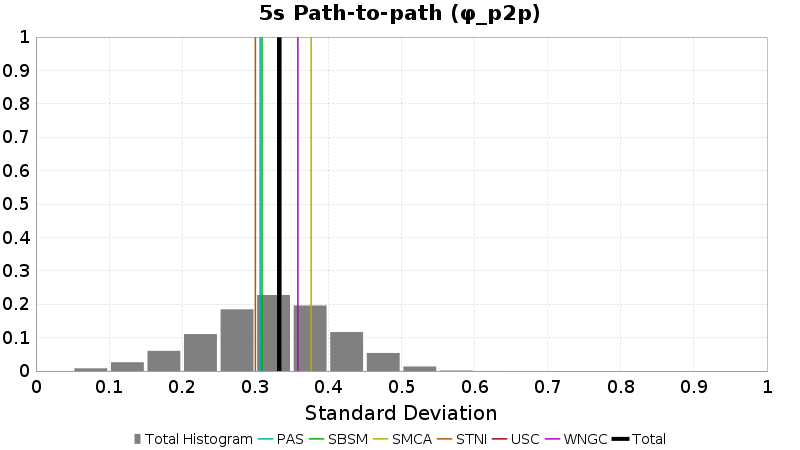 5s Path-to-path (φ_p2p)
1
0.9
0.8
0.7
0.6
0.5
0.4
0.3
0.2
0.1
0
0 0.1 0.2 0.3 0.4 0.5 0.6 0.7 0.8 0.9 1
Standard Deviation
Total Histogram PAS SBSM SMCA STNI USC WNGC Total